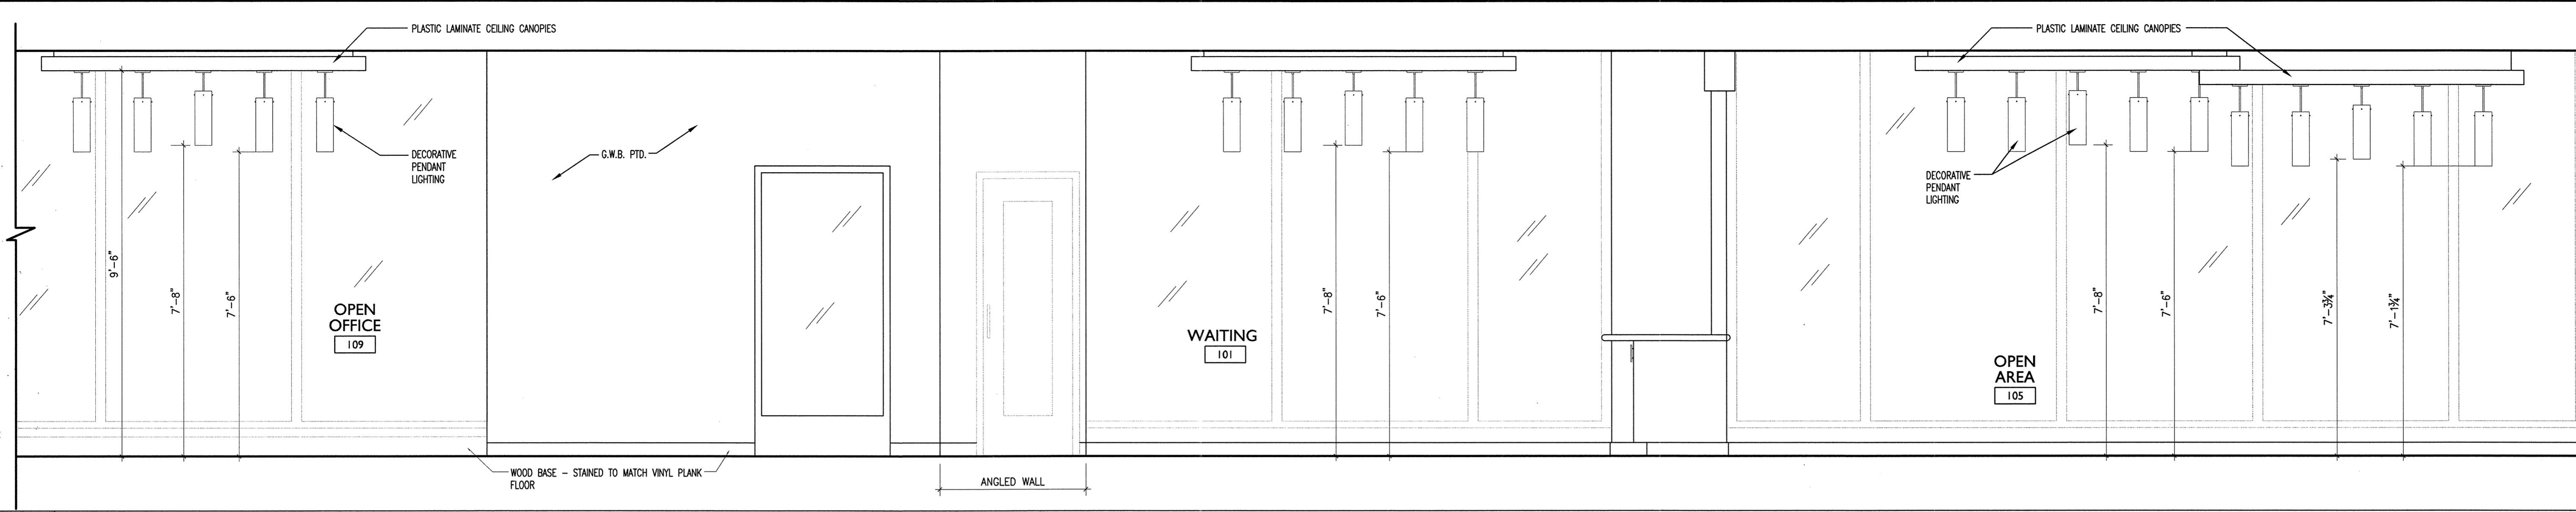 PLASTIC LAMINATE CEILING CANOPIES
PLASTIC LAMINATE CEILING CANOPIES
DECORATIVE
PENDANT
LIGHTING
G.W.B. PTD.
DECORATIVE
PENDANT
LIGHTING
9'-6"
7'-8"
7'-6"
OPEN
OFFICE
109
WAITING
101
7'-8"
7'-6"
OPEN
AREA
105
7'-8"
7'-6"
7'-3¾"
7'-1¾"
WOOD BASE – STAINED TO MATCH VINYL PLANK
FLOOR
ANGLED WALL